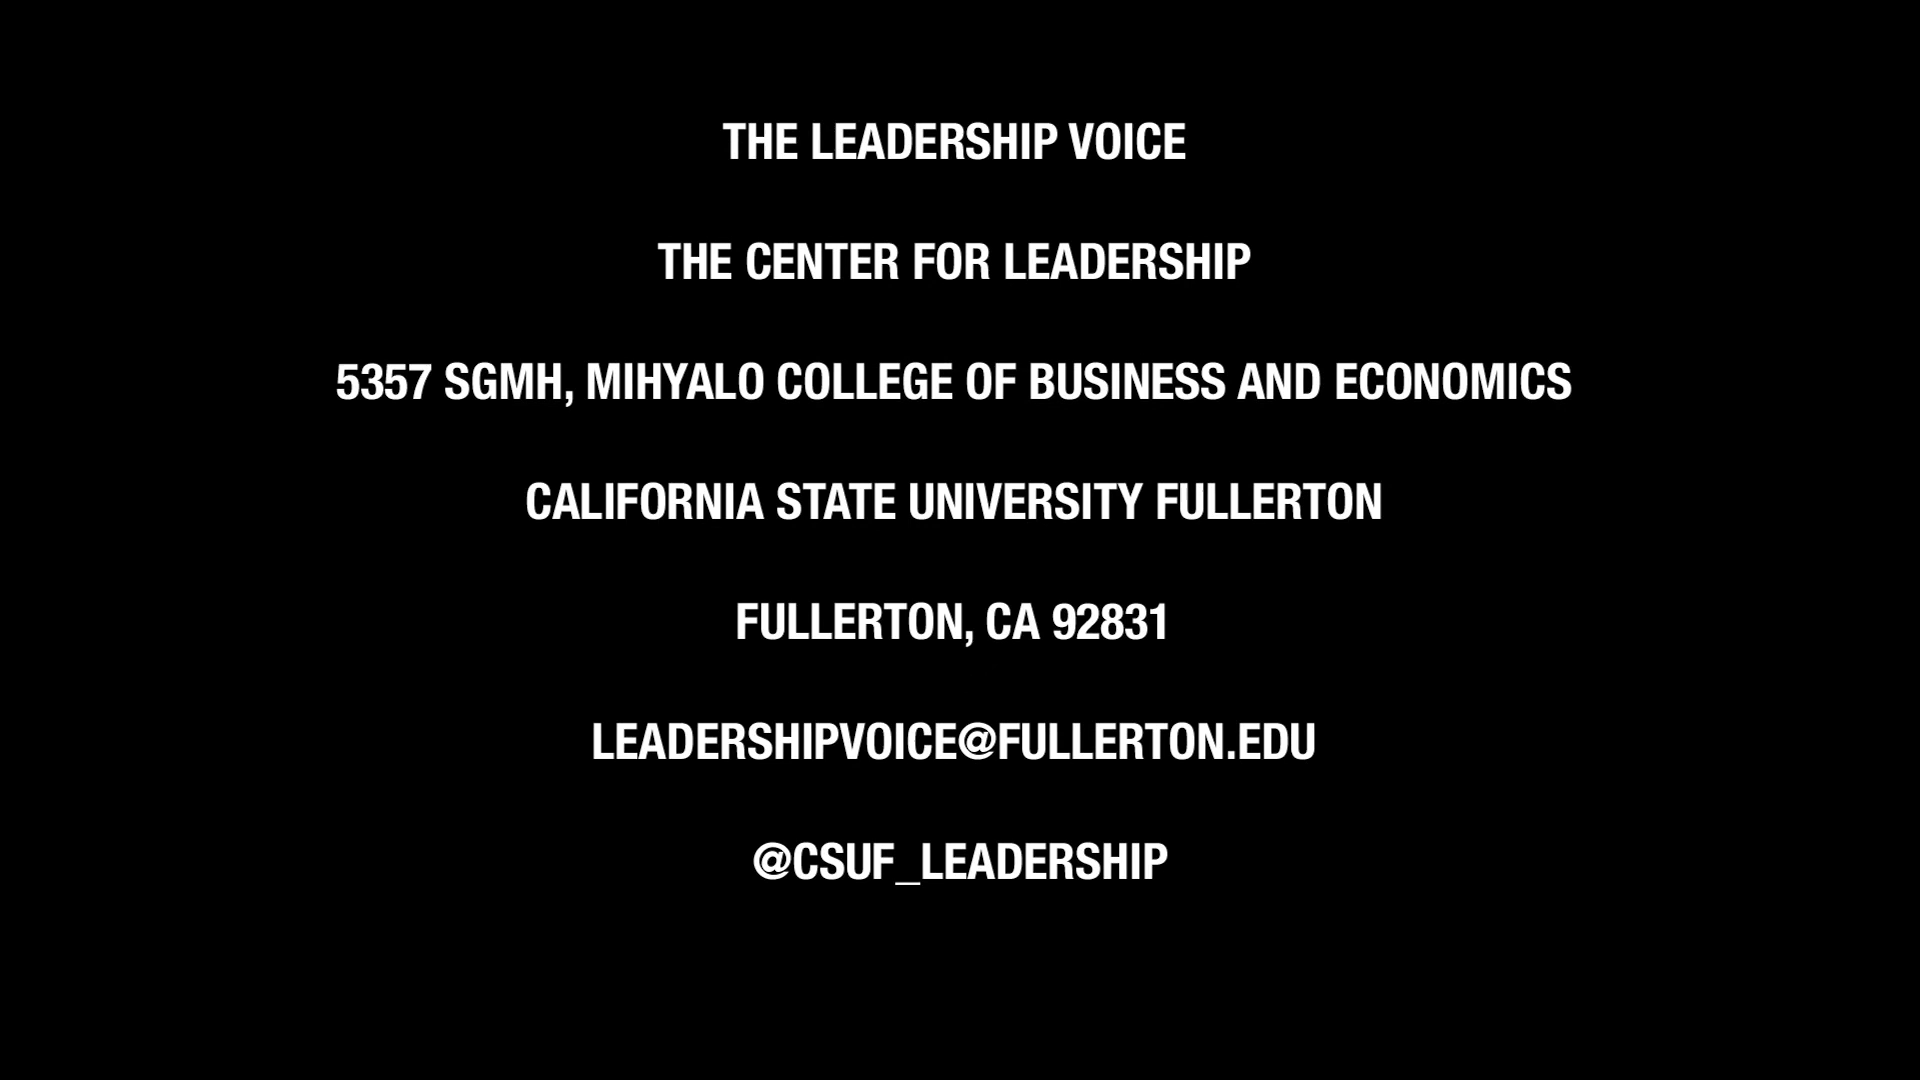 THE LEADERSHIP VOICE
THE CENTER FOR LEADERSHIP
5357 SGMH, MIHYALO COLLEGE OF BUSINESS AND ECONOMICS
CALIFORNIA STATE UNIVERSITY FULLERTON
FULLERTON, CA 92831
LEADERSHIPVOICE@FULLERTON.EDU
@CSUF_LEADERSHIP